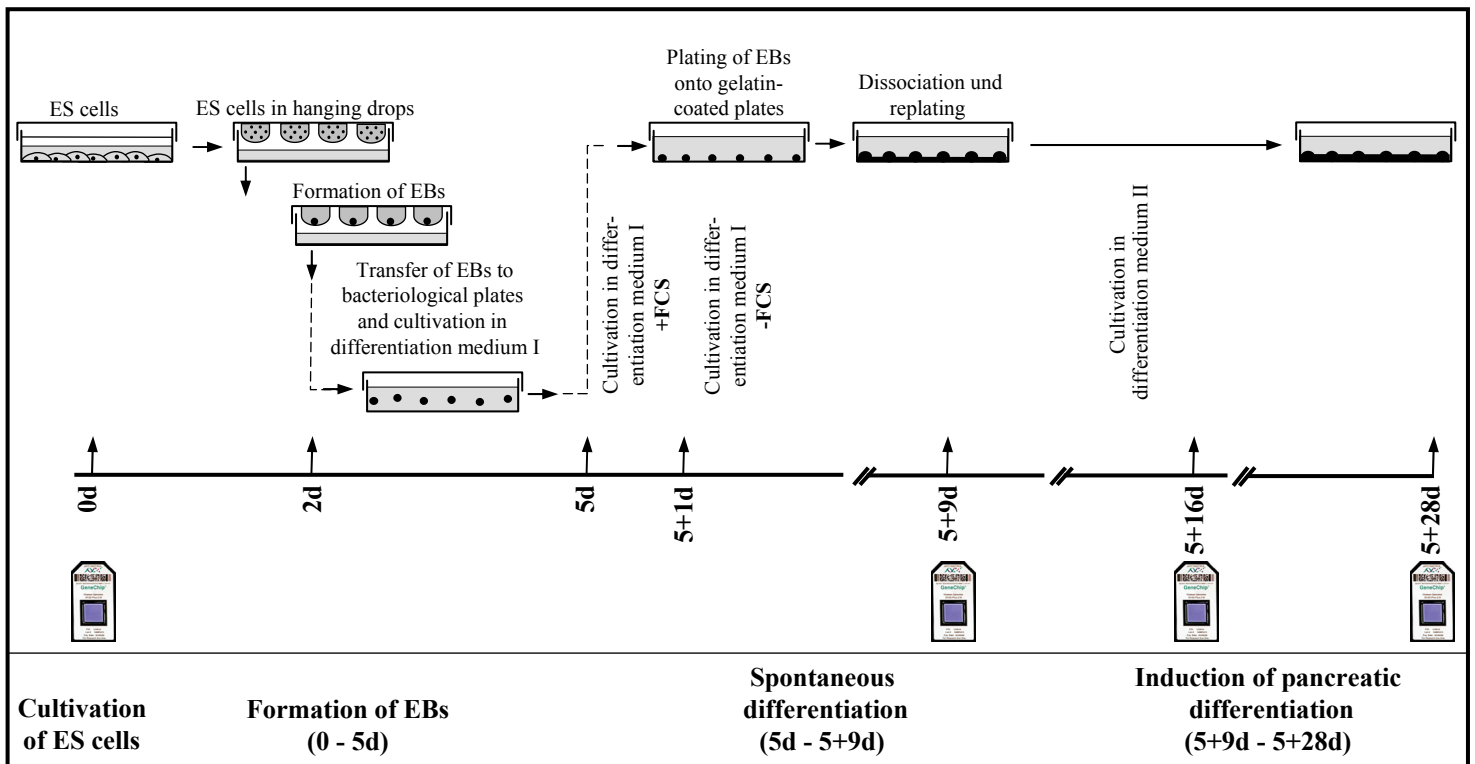 ES cells
ES cells in hanging drops
Formation of EBs
Transfer of EBs to
bacteriological plates
and cultivation in
differentiation medium I
Plating of EBs
onto gelatin-
coated plates
Dissociation und
replating
Cultivation in differ-
entiation medium I
+FCS
Cultivation in differ-
entiation medium I
-FCS
Cultivation in
differentiation medium II
0d
2d
5d
5+1d
5+9d
5+16d
5+28d
GeneChip
GeneChip
GeneChip
GeneChip
Cultivation
of ES cells
Formation of EBs
(0 - 5d)
Spontaneous
differentiation
(5d - 5+9d)
Induction of pancreatic
differentiation
(5+9d - 5+28d)